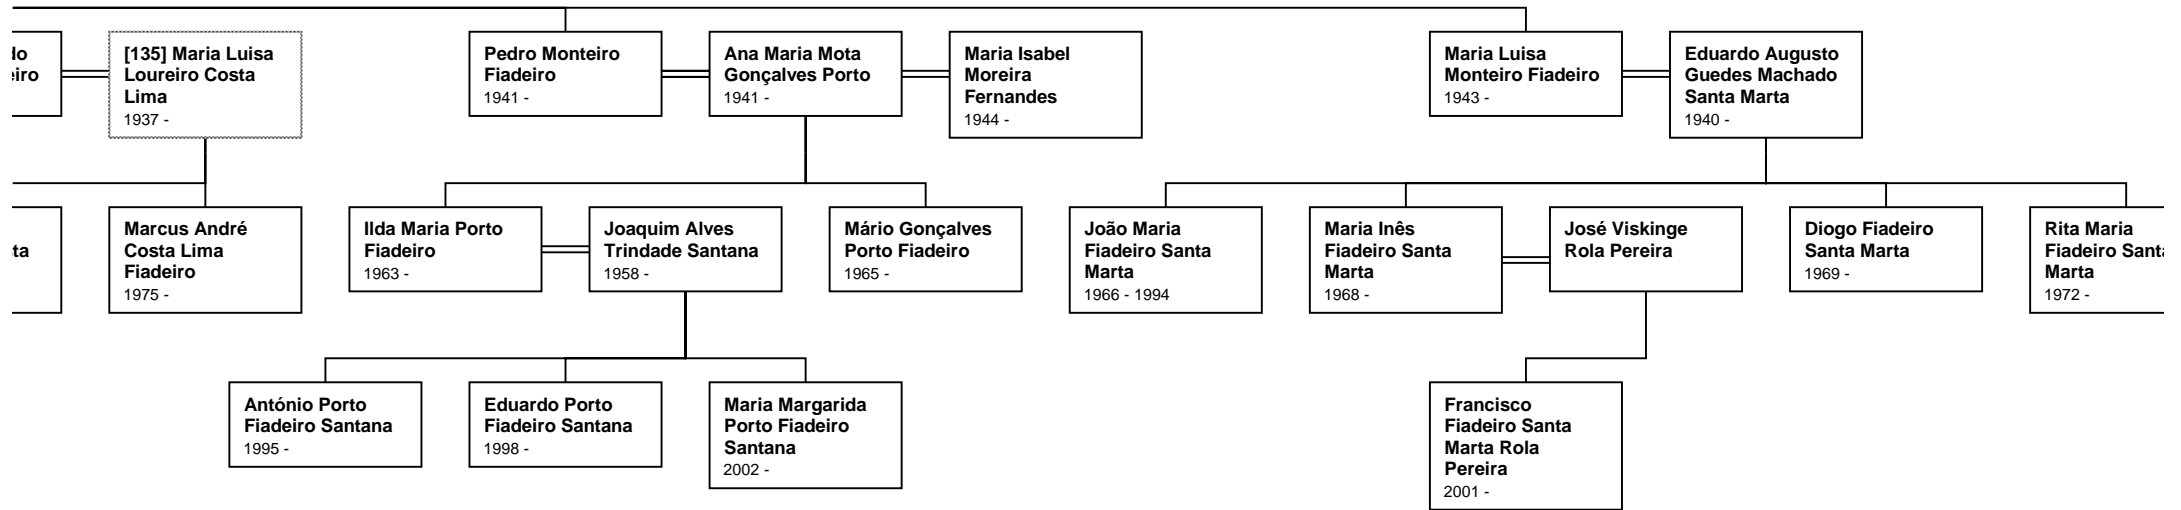 [135] Maria Luisa
Loureiro Costa
Lima
1937 -
Pedro Monteiro
Fiadeiro
1941 -
Ana Maria Mota
Gonçalves Porto
1941 -
Maria Isabel
Moreira
Fernandes
1944 -
Maria Luisa
Monteiro Fiadeiro
1943 -
Eduardo Augusto
Guedes Machado
Santa Marta
1940 -
Marcus André
Costa Lima
Fiadeiro
1975 -
Ilda Maria Porto
Fiadeiro
1963 -
Joaquim Alves
Trindade Santana
1958 -
Mário Gonçalves
Porto Fiadeiro
1965 -
João Maria
Fiadeiro Santa
Marta
1966 - 1994
Maria Inês
Fiadeiro Santa
Marta
1968 -
José Viskinge
Rola Pereira
Diogo Fiadeiro
Santa Marta
1969 -
Rita Maria
Fiadeiro
Marta
1972 -
António Porto
Fiadeiro Santana
1995 -
Eduardo Porto
Fiadeiro Santana
1998 -
Maria Margarida
Porto Fiadeiro
Santana
2002 -
Francisco
Fiadeiro Santa
Marta Rola
Pereira
2001 -